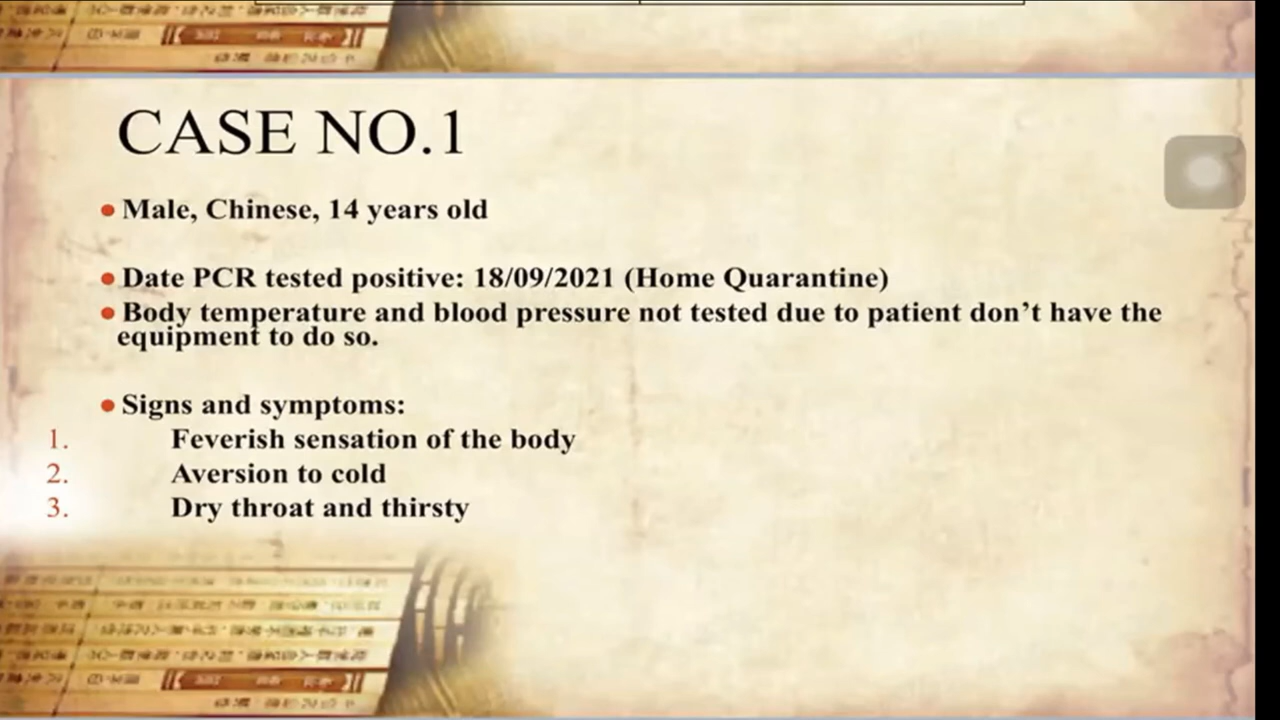 CASE NO.1
Male, Chinese, 14 years old
Date PCR tested positive: 18/09/2021 (Home Quarantine)
Body temperature and blood pressure not tested due to patient don’t have the
equipment to do so.
Signs and symptoms:
1. Feverish sensation of the body
2. Aversion to cold
3. Dry throat and thirsty